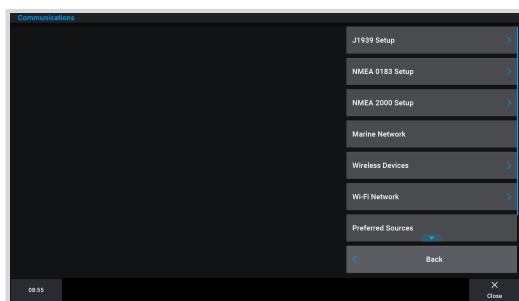 Communications
J1939 Setup
NMEA 0183 Setup
NMEA 2000 Setup
Marine Network
Wireless Devices
Wi-Fi Network
Preferred Sources
Back
08:55
Close